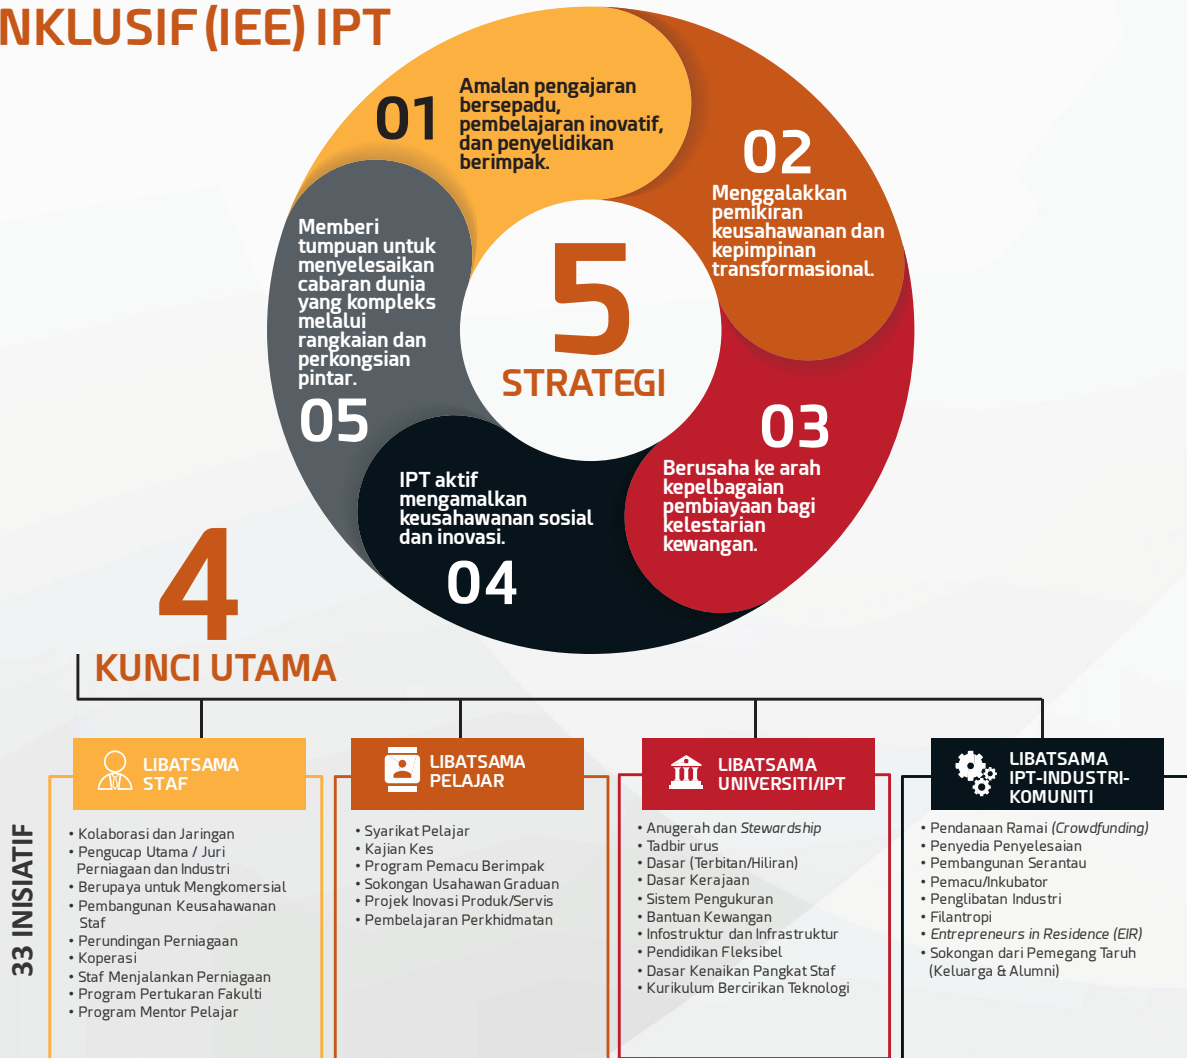 NKLUSIF (IEE) IPT
01
Amalan pengajaran
bersepadu,
pembelajaran inovatif,
dan penyelidikan
berimpak.
02
Menggalakkan
pemikiran
keusahawanan dan
kepimpinan
transformasional.
03
Berusaha ke arah
kepelbagaian
pembiayaan bagi
kelestarian
kewangan.
IPT aktif
mengamalkan
keusahawanan sosial
dan inovasi.
04
Memberi
tumpuan untuk
menyelesaikan
cabaran dunia
yang kompleks
melalui
rangkaian dan
perkongsian
pintar.
05
5
STRATEGI
4
KUNCI UTAMA
33 INISIATIF
LIBATSAMA
STAF
• Kolaborasi dan Jaringan
• Pengucap Utama / Juri
Perniagaan dan Industri
• Berupaya untuk Mengkomersial
• Pembangunan Keusahawanan
Staf
• Perundingan Perniagaan
• Koperasi
• Staf Menjalankan Perniagaan
• Program Pertukaran Fakulti
• Program Mentor Pelajar
LIBATSAMA
PELAJAR
• Syarikat Pelajar
• Kajian Kes
• Program Pemacu Berimpak
• Sokongan Usahawan Graduan
• Projek Inovasi Produk/Servis
• Pembelajaran Perkhidmatan
LIBATSAMA
UNIVERSITI/IPT
• Anugerah dan Stewardship
• Tadbir urus
• Dasar (Terbitan/Hiliran)
• Dasar Kerajaan
• Sistem Pengukuran
• Bantuan Kewangan
• Infostruktur dan Infrastruktur
• Pendidikan Fleksibel
• Dasar Kenaikan Pangkat Staf
• Kurikulum Bercirikan Teknologi
LIBATSAMA
IPT-INDUSTRI-
KOMUNITI
• Pendanaan Ramai (Crowdfunding)
• Penyedia Penyelesaian
• Pembangunan Serantau
• Pemacu/Inkubator
• Penglibatan Industri
• Filantropi
• Entrepreneurs in Residence (EIR)
• Sokongan dari Pemegang Taruh
(Keluarga & Alumni)